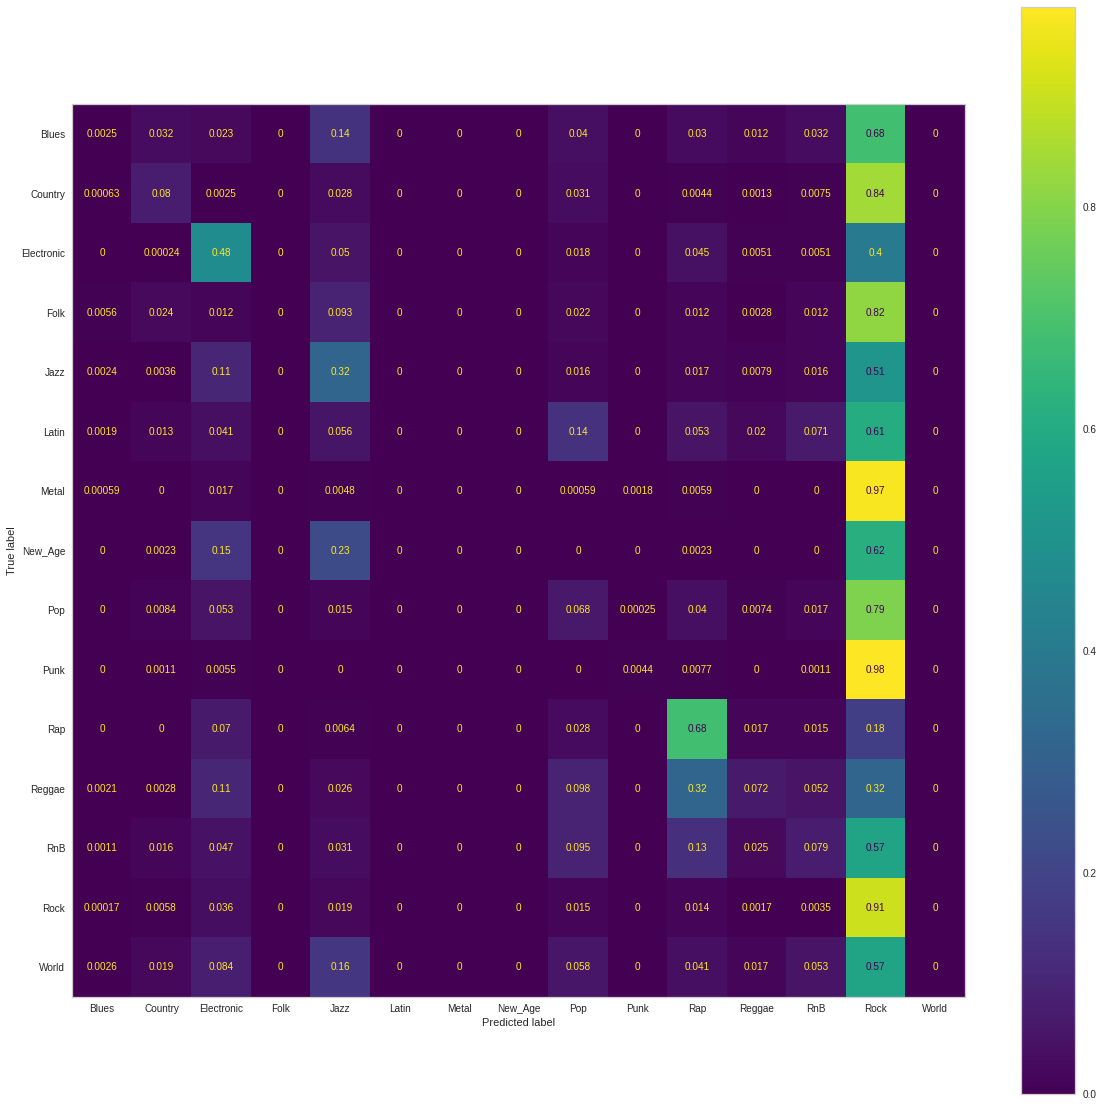 Blues 0.0025 0.032 0.023 0 0.14 0 0 0 0.04 0 0.03 0.012 0.032 0.68 0
Country 0.00063 0.08 0.0025 0 0.028 0 0 0 0.031 0 0.0044 0.0013 0.0075 0.84 0
Electronic 0 0.00024 0.48 0 0.05 0 0 0 0.018 0 0.045 0.0051 0.0051 0.4 0
Folk 0.0056 0.024 0.012 0 0.093 0 0 0 0.022 0 0.012 0.0028 0.012 0.82 0
Jazz 0.0024 0.0036 0.11 0 0.32 0 0 0 0.016 0 0.017 0.0079 0.016 0.51 0
Latin 0.0019 0.013 0.041 0 0.056 0 0 0 0.14 0 0.053 0.02 0.071 0.61 0
Metal 0.00059 0 0.017 0 0.0048 0 0 0 0.00059 0.0018 0.0059 0 0 0.97 0
New_Age 0 0.0023 0.15 0 0.23 0 0 0 0 0 0.0023 0 0 0.62 0
Pop 0 0.0084 0.053 0 0.015 0 0 0 0.068 0.00025 0.04 0.0074 0.017 0.79 0
Punk 0 0.0011 0.0055 0 0 0 0 0 0 0.0044 0.0077 0 0.0011 0.98 0
Rap 0 0 0.07 0 0.0064 0 0 0 0.028 0 0.68 0.017 0.015 0.18 0
Reggae 0.0021 0.0028 0.11 0 0.026 0 0 0 0.098 0 0.32 0.072 0.052 0.32 0
RnB 0.0011 0.016 0.047 0 0.031 0 0 0 0.095 0 0.13 0.025 0.079 0.57 0
Rock 0.00017 0.0058 0.036 0 0.019 0 0 0 0.015 0 0.014 0.0017 0.0035 0.91 0
World 0.0026 0.019 0.084 0 0.16 0 0 0 0.058 0 0.041 0.017 0.053 0.57 0
Blues Country Electronic Folk Jazz Latin Metal New_Age Pop Punk Rap Reggae RnB Rock World
Predicted label
True label
0.8
0.6
0.4
0.2
0.0